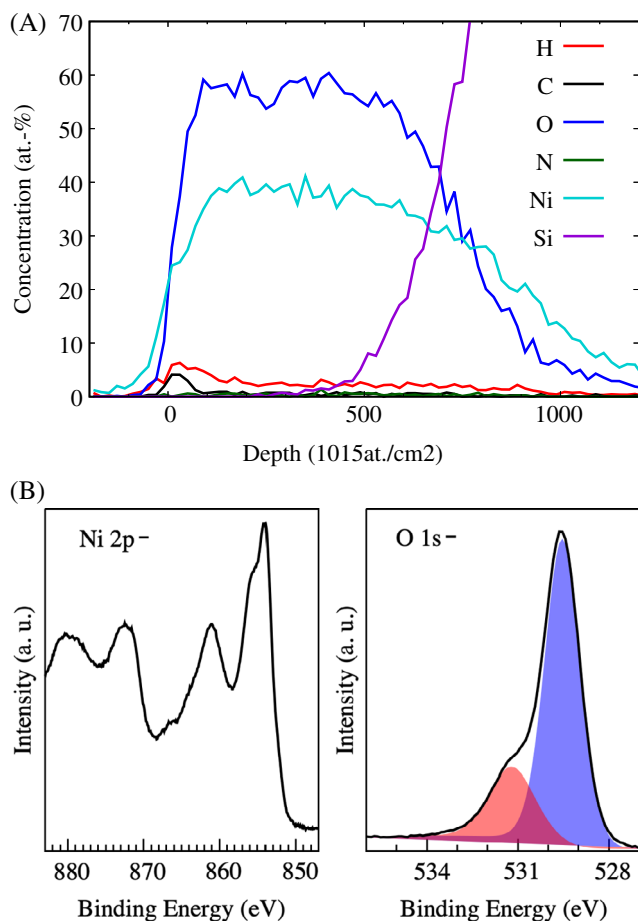 (A)
70
60
50
40
30
20
10
0
Concentration (at.-%)
H
C
O
N
Ni
Si
0 500 1000
Depth (1015at./cm2)
(B)
Ni 2p-
Intensity (a. u.)
880 870 860 850
Binding Energy (eV)
O 1s-
Intensity (a. u.)
534 531 528
Binding Energy (eV)